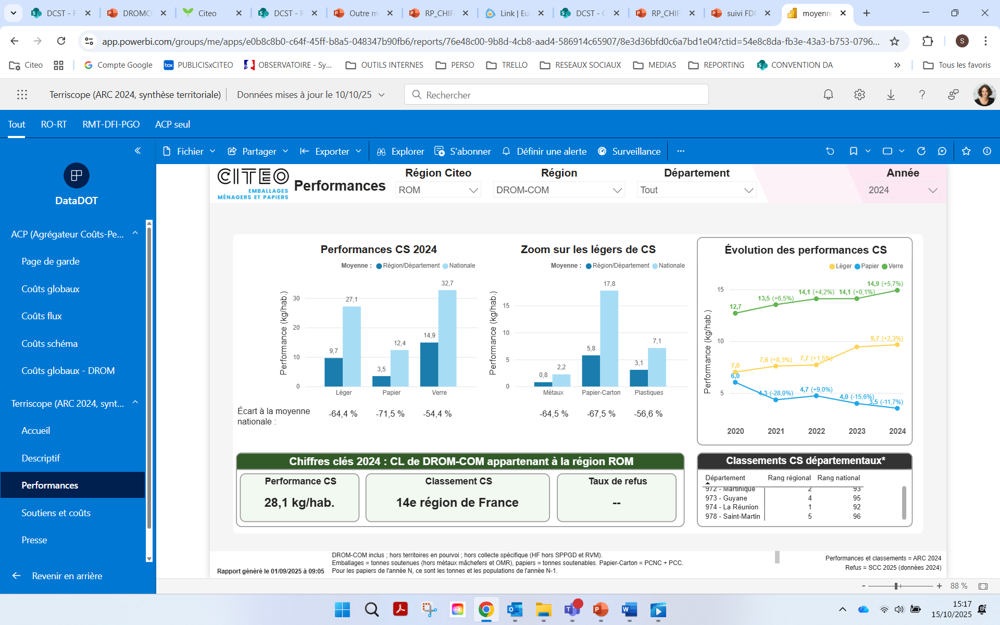 DCST - F
DROMC
Citeo
DCST - R
Outre m
RP_CHIF
Link | Eu
DCST - C
RP_CHIF
suivi FDI
moyenn
app.powerbi.com/groups/me/apps/e0b8c8b0-c64f-45ff-b8a5-048347b90fb6/reports/76e48c00-9b8d-4cb8-aad4-586914c65907/8e3d36bfd0c6a7bd1e04?ctid=54e8c8da-fb3e-43a3-b753-0796...
S
Citeo
Compte Google
PUBLICISxCITEO
OBSERVATOIRE - Sy...
OUTILS INTERNES
PERSO
TRELLO
RESEAUX SOCIAUX
MEDIAS
REPORTING
CONVENTION DA
Tous les favoris
Terriscope (ARC 2024, synthèse territoriale)
Données mises à jour le 10/10/25
Rechercher
Tout
RO-RT
RMT-DFI-PGO
ACP seul
Fichier
Partager
Exporter
Explorer
S'abonner
Définir une alerte
Surveillance
DataDOT
ACP (Agrégateur Coûts-Pe...
Page de garde
Coûts globaux
Coûts flux
Coûts schéma
Coûts globaux - DROM
Terriscope (ARC 2024, synt...
Accueil
Descriptif
Performances
Soutiens et coûts
Presse
Revenir en arrière
CITEO
EMBALLAGES
MÉNAGERS ET PAPIERS
Performances
Région Citeo
ROM
Région
DROM-COM
Département
Tout
Année
2024
Performances CS 2024
Moyenne : Région/Département Nationale
Performance (kg/hab.)
30
20
10
0
9,7
27,1
3,5
12,4
14,9
32,7
Léger
Papier
Verre
Écart à la moyenne
nationale :
-64,4 %
-71,5 %
-54,4 %
Zoom sur les légers de CS
Moyenne : Région/Département Nationale
Performance (kg/hab.)
15
10
5
0
0,8
2,2
5,8
17,8
3,1
7,1
Métaux
Papier-Carton
Plastiques
-64,5 %
-67,5 %
-56,6 %
Évolution des performances CS
Léger Papier Verre
Performance (kg/hab.)
15
10
5
12,7
13,5 (+6,5%)
14,1 (+4,2%)
14,1 (+0,1%)
14,9 (+5,7%)
7,0
7,6 (+8,3%)
7,7 (+1,5%)
9,7 (+2,3%)
6,0
4,3 (-28,0%)
4,7 (+9,0%)
4,0 (-15,6%)
3,5 (-11,7%)
2020
2021
2022
2023
2024
Chiffres clés 2024 : CL de DROM-COM appartenant à la région ROM
Performance CS
28,1 kg/hab.
Classement CS
14e région de France
Taux de refus
--
Classements CS départementaux*
Département Rang régional Rang national
972 - Martinique 2 93
973 - Guyane 4 95
974 - La Réunion 1 92
978 - Saint-Martin 5 96
Rapport généré le 01/09/2025 à 09:05
DROM-COM inclus ; hors territoires en pourvoi ; hors collecte spécifique (HF hors SPPGD et RVM).
Emballages = tonnes soutenues (hors métaux mâchefers et OMR), papiers = tonnes soutenables. Papier-Carton = PCNC + PCC.
Pour les papiers de l'année N, ce sont les tonnes et les populations de l'année N-1.
Performances et classements = ARC 2024
Refus = SCC 2025 (données 2024)
88 %
15:17
15/10/2025